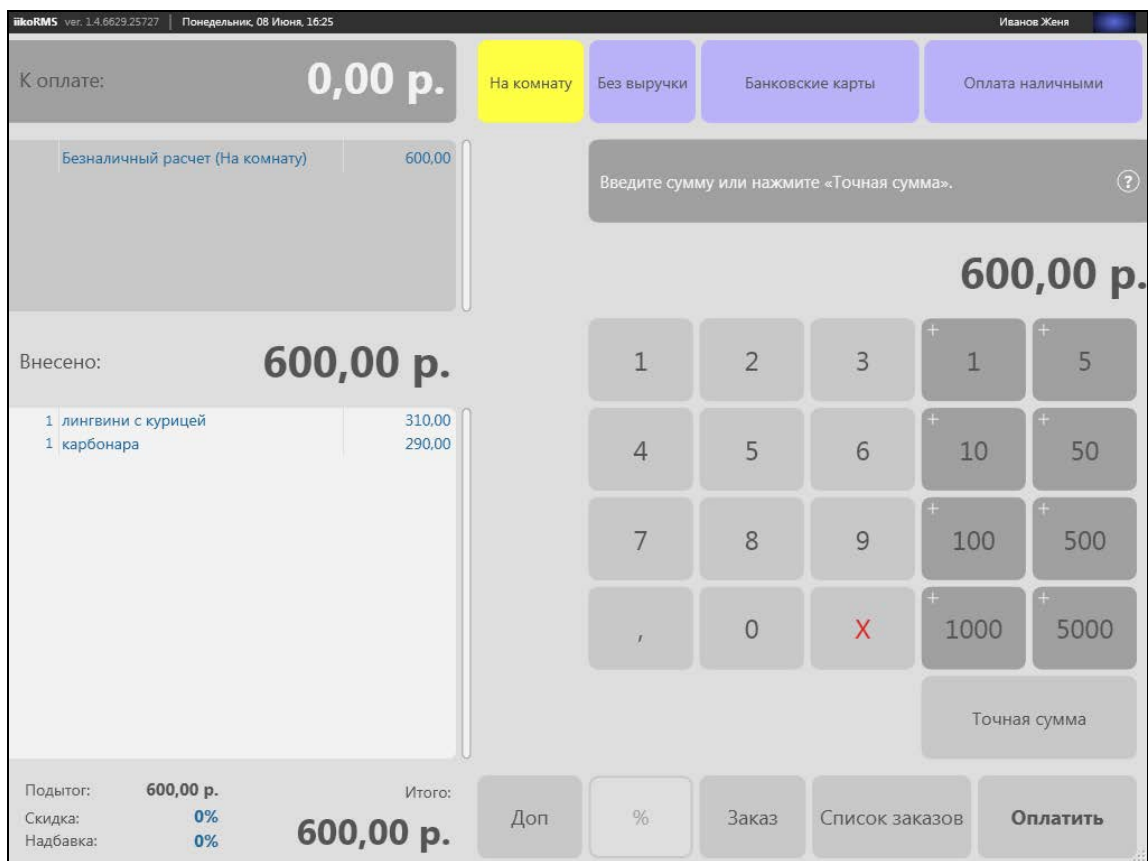 iikoRMS ver. 1.4.6629.25727 | Понедельник, 08 Июня, 16:25 Иванов Женя
К оплате: 0,00 р.
На комнату Без выручки Банковские карты Оплата наличными
Безналичный расчет (На комнату) 600,00
Введите сумму или нажмите «Точная сумма». ?
600,00 р.
Внесено: 600,00 р.
1 2 3 +1 +5
1 лингвини с курицей 310,00
1 карбонара 290,00
4 5 6 +10 +50
7 8 9 +100 +500
, 0 X +1000 +5000
Точная сумма
Подытог: 600,00 р.
Скидка: 0%
Надбавка: 0%
Итого:
600,00 р.
Доп % Заказ Список заказов Оплатить